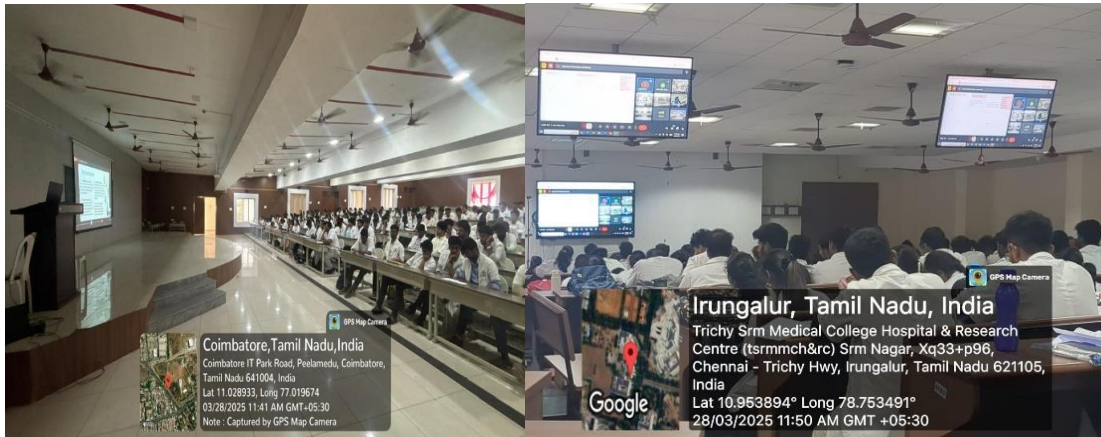 GPS Map Camera
Coimbatore,Tamil Nadu,India
Coimbatore IT Park Road, Peelamedu, Coimbatore,
Tamil Nadu 641004, India
Lat 11.028933, Long 77.019674
03/28/2025 11:41 AM GMT+05:30
Note : Captured by GPS Map Camera
GPS Map Camera
Irungalur, Tamil Nadu, India
Trichy Srm Medical College Hospital & Research
Centre (tsrmmch&rc) Srm Nagar, Xq33+p96,
Chennai - Trichy Hwy, Irungalur, Tamil Nadu 621105,
India
Lat 10.953894° Long 78.753491°
28/03/2025 11:50 AM GMT +05:30
Google